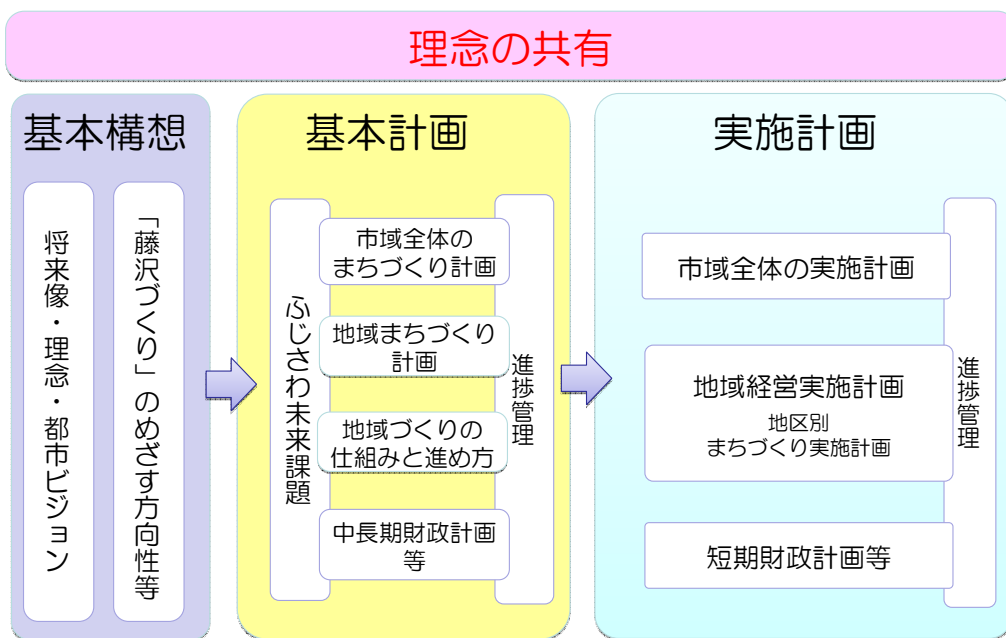 理念の共有
基本構想
将来像・理念・都市ビジョン
「藤沢づくり」のめざす方向性等
基本計画
ふじさわ未来課題
市域全体の
まちづくり計画
地域まちづくり
計画
地域づくりの
仕組みと進め方
中長期財政計画
等
進捗管理
実施計画
市域全体の実施計画
地域経営実施計画
地区別
まちづくり実施計画
短期財政計画等
進捗管理